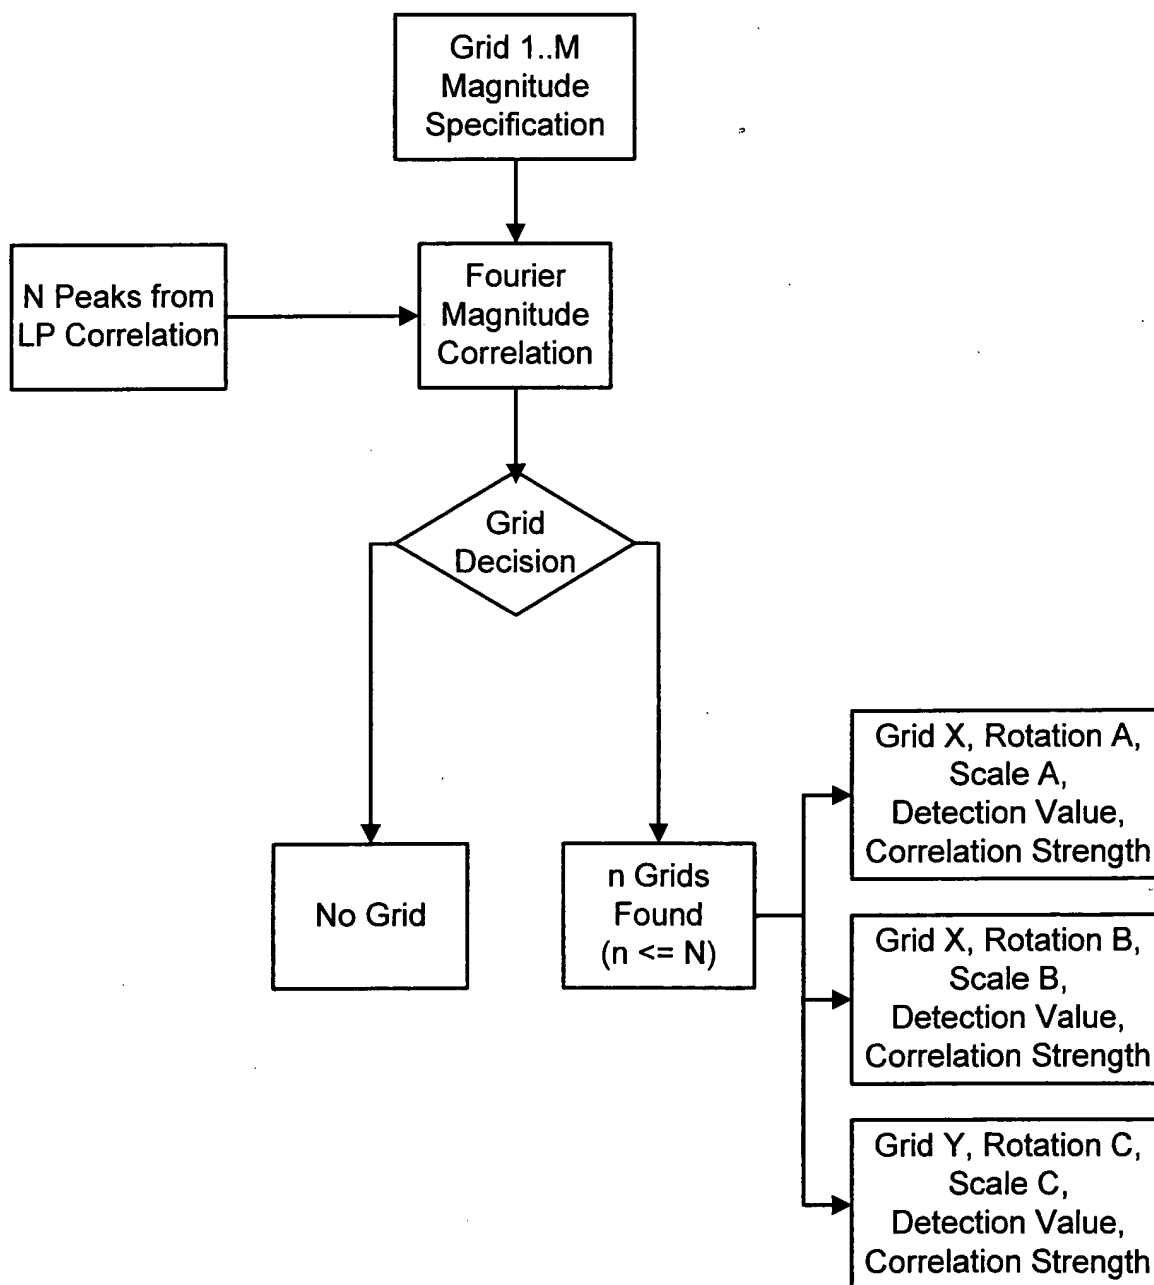 Grid 1..M
Magnitude
Specification
N Peaks from
LP Correlation
Fourier
Magnitude
Correlation
Grid
Decision
No Grid
n Grids
Found
(n <= N)
Grid X, Rotation A,
Scale A,
Detection Value,
Correlation Strength
Grid X, Rotation B,
Scale B,
Detection Value,
Correlation Strength
Grid Y, Rotation C,
Scale C,
Detection Value,
Correlation Strength